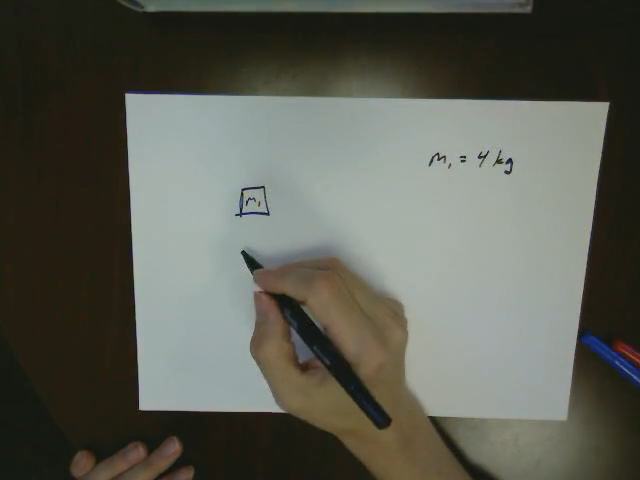 m₁ = 4 kg
m₁